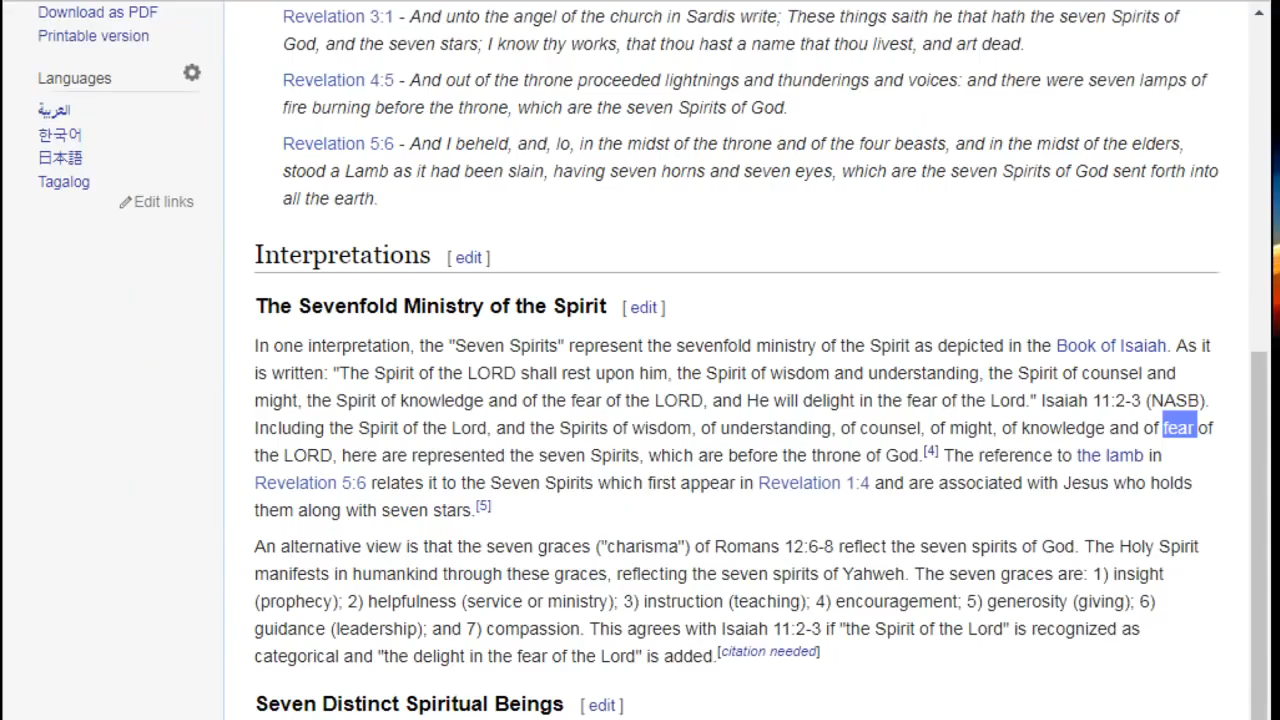 Download as PDF
Printable version
Languages
العربية
한국어
日本語
Tagalog
Edit links
Revelation 3:1 - And unto the angel of the church in Sardis write; These things saith he that hath the seven Spirits of
God, and the seven stars; I know thy works, that thou hast a name that thou livest, and art dead.
Revelation 4:5 - And out of the throne proceeded lightnings and thunderings and voices: and there were seven lamps of
fire burning before the throne, which are the seven Spirits of God.
Revelation 5:6 - And I beheld, and, lo, in the midst of the throne and of the four beasts, and in the midst of the elders,
stood a Lamb as it had been slain, having seven horns and seven eyes, which are the seven Spirits of God sent forth into
all the earth.
Interpretations [ edit ]
The Sevenfold Ministry of the Spirit [ edit ]
In one interpretation, the "Seven Spirits" represent the sevenfold ministry of the Spirit as depicted in the Book of Isaiah. As it
is written: "The Spirit of the LORD shall rest upon him, the Spirit of wisdom and understanding, the Spirit of counsel and
might, the Spirit of knowledge and of the fear of the LORD, and He will delight in the fear of the Lord." Isaiah 11:2-3 (NASB).
Including the Spirit of the Lord, and the Spirits of wisdom, of understanding, of counsel, of might, of knowledge and of fear of
the LORD, here are represented the seven Spirits, which are before the throne of God.[4] The reference to the lamb in
Revelation 5:6 relates it to the Seven Spirits which first appear in Revelation 1:4 and are associated with Jesus who holds
them along with seven stars.[5]
An alternative view is that the seven graces ("charisma") of Romans 12:6-8 reflect the seven spirits of God. The Holy Spirit
manifests in humankind through these graces, reflecting the seven spirits of Yahweh. The seven graces are: 1) insight
(prophecy); 2) helpfulness (service or ministry); 3) instruction (teaching); 4) encouragement; 5) generosity (giving); 6)
guidance (leadership); and 7) compassion. This agrees with Isaiah 11:2-3 if "the Spirit of the Lord" is recognized as
categorical and "the delight in the fear of the Lord" is added.[citation needed]
Seven Distinct Spiritual Beings [ edit ]